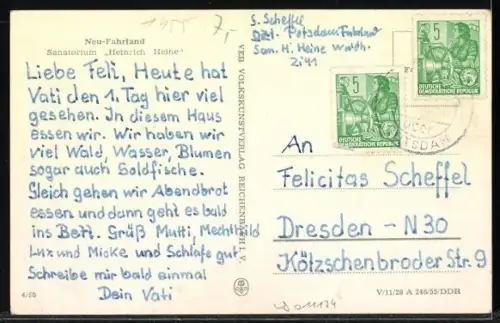 1955
7,-
Neu-Fahrland
Sanatorium „Heinrich Heine"
Liebe Feli, Heute hat
Vati den 1. Tag hier viel
gesehen. In diesem Haus
essen wir. Wir haben wir
viel Wald, Wasser, Blumen
sogar auch Goldfische.
Gleich gehen wir Abendbrot
essen und dann geht es bald
ins Bett. Grüß Mutti, Mechthild
Lux und Micke und Schlafe gut
Schreibe mir bald einmal
Dein Vati
4/55
VEB VOLKSKUNSTVERLAG REICHENBACH i. V.
S. Scheffel
Potsdam Fahrland
San. H. Heine
Zi 41
5
DEUTSCHE
DEMOKRATISCHE REPUBLIK
5
DEUTSCHE
DEMOKRATISCHE REPUBLIK
An
Felicitas Scheffel
Dresden - N30
Kötzschenbroder Str. 9
V/11/28 A 246/55/DDR